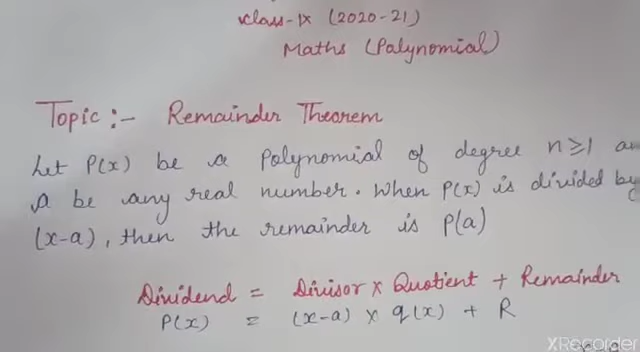 Class-IX (2020-21)
Maths (Polynomial)
Topic :- Remainder Theorem
Let P(x) be a Polynomial of degree n≥1 an
a be any real number. When P(x) is divided by
(x-a), then the remainder is P(a)
Dividend = Divisor x Quotient + Remainder
P(x) = (x-a) x q(x) + R
XRecorder